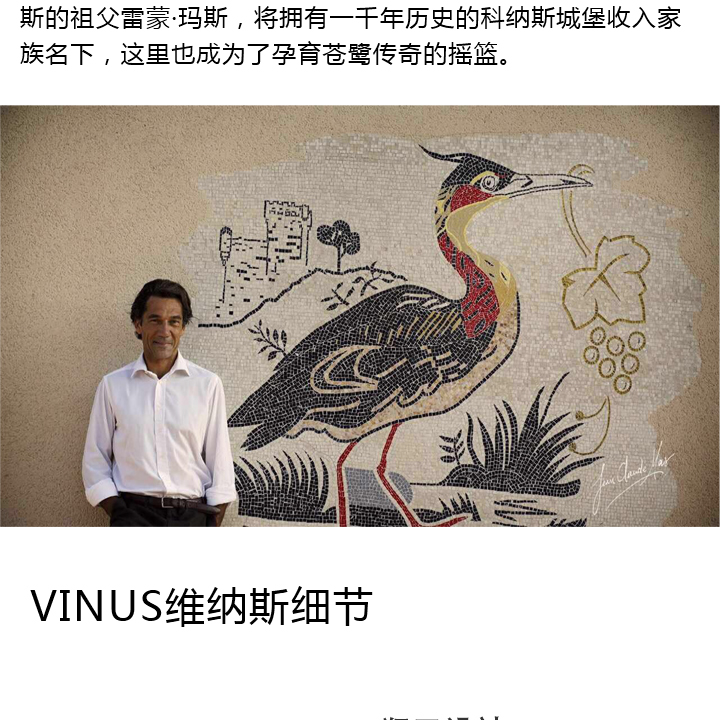 斯的祖父雷蒙·玛斯，将拥有一千年历史的科纳斯城堡收入家
族名下，这里也成为了孕育苍鹭传奇的摇篮。
Jean Claude Mas
VINUS维纳斯细节